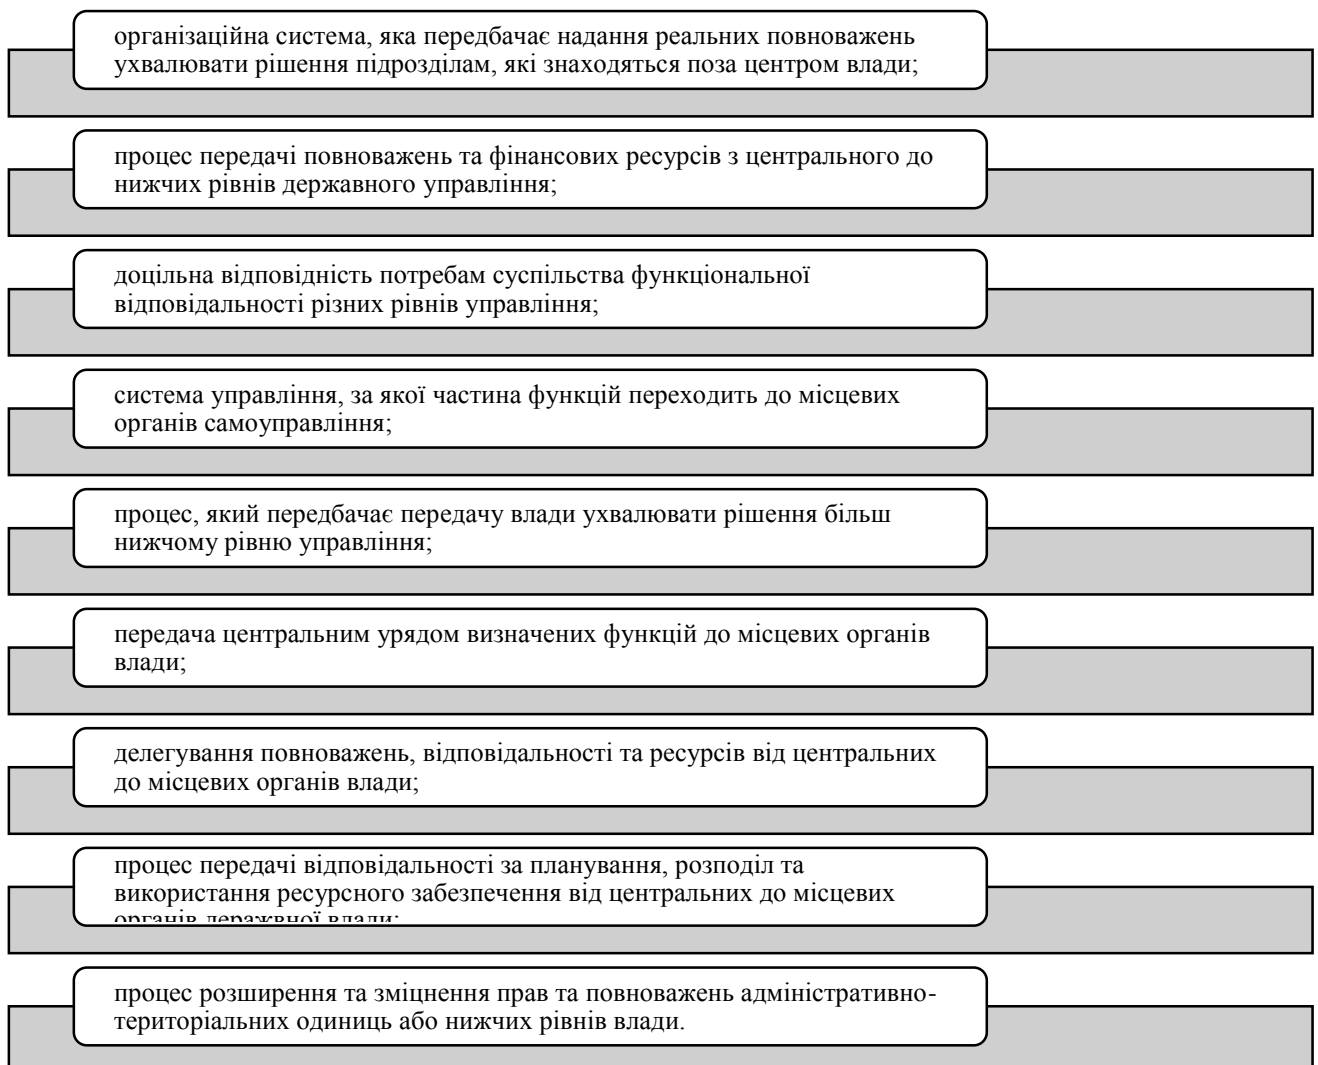 організаційна система, яка передбачає надання реальних повноважень
ухвалювати рішення підрозділам, які знаходяться поза центром влади;
процес передачі повноважень та фінансових ресурсів з центрального до
нижчих рівнів державного управління;
доцільна відповідність потребам суспільства функціональної
відповідальності різних рівнів управління;
система управління, за якої частина функцій переходить до місцевих
органів самоуправління;
процес, який передбачає передачу влади ухвалювати рішення більш
нижчому рівню управління;
передача центральним урядом визначених функцій до місцевих органів
влади;
делегування повноважень, відповідальності та ресурсів від центральних
до місцевих органів влади;
процес передачі відповідальності за планування, розподіл та
використання ресурсного забезпечення від центральних до місцевих
органів деражвної влади;
процес розширення та зміцнення прав та повноважень адміністративно-
територіальних одиниць або нижчих рівнів влади.